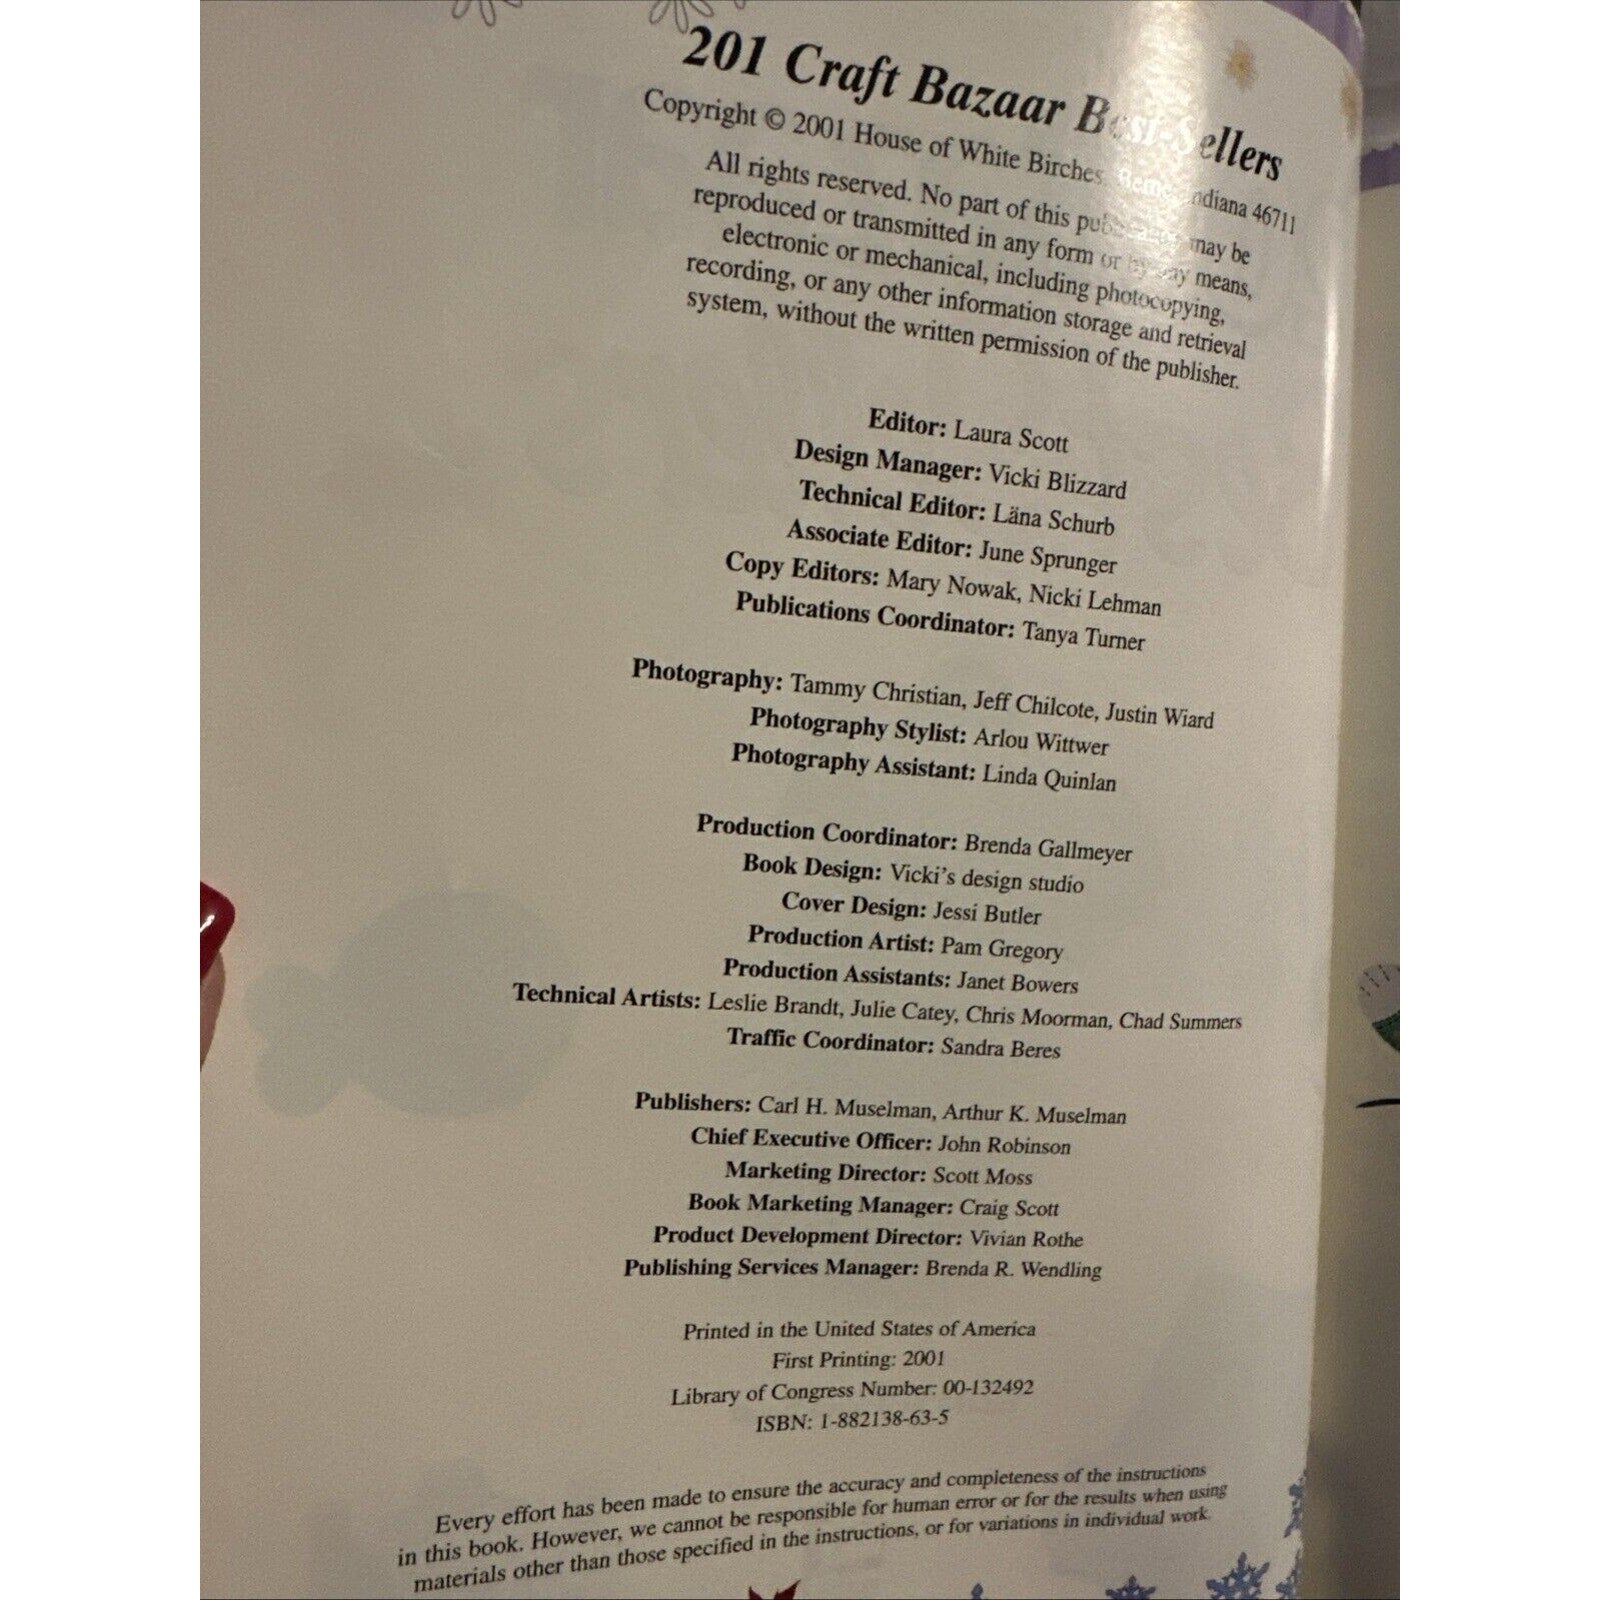 201 Craft Bazaar Best-Sellers
Copyright © 2001 House of White Birches, Berne, Indiana 46711
All rights reserved. No part of this publication may be
reproduced or transmitted in any form or by any means,
electronic or mechanical, including photocopying,
recording, or any other information storage and retrieval
system, without the written permission of the publisher.
Editor: Laura Scott
Design Manager: Vicki Blizzard
Technical Editor: Läna Schurb
Associate Editor: June Sprunger
Copy Editors: Mary Nowak, Nicki Lehman
Publications Coordinator: Tanya Turner
Photography: Tammy Christian, Jeff Chilcote, Justin Wiard
Photography Stylist: Arlou Wittwer
Photography Assistant: Linda Quinlan
Production Coordinator: Brenda Gallmeyer
Book Design: Vicki's design studio
Cover Design: Jessi Butler
Production Artist: Pam Gregory
Production Assistants: Janet Bowers
Technical Artists: Leslie Brandt, Julie Catey, Chris Moorman, Chad Summers
Traffic Coordinator: Sandra Beres
Publishers: Carl H. Muselman, Arthur K. Muselman
Chief Executive Officer: John Robinson
Marketing Director: Scott Moss
Book Marketing Manager: Craig Scott
Product Development Director: Vivian Rothe
Publishing Services Manager: Brenda R. Wendling
Printed in the United States of America
First Printing: 2001
Library of Congress Number: 00-132492
ISBN: 1-882138-63-5
Every effort has been made to ensure the accuracy and completeness of the instructions
in this book. However, we cannot be responsible for human error or for the results when using
materials other than those specified in the instructions, or for variations in individual work.